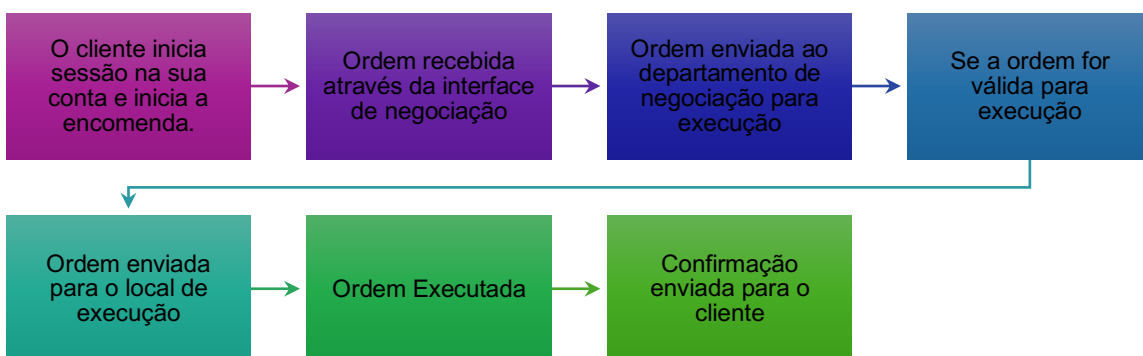 O cliente inicia
sessão na sua
conta e inicia a
encomenda.
Ordem recebida
através da interface
de negociação
Ordem enviada ao
departamento de
negociação para
execução
Se a ordem for
válida para
execução
Ordem enviada
para o local de
execução
Ordem Executada
Confirmação
enviada para o
cliente